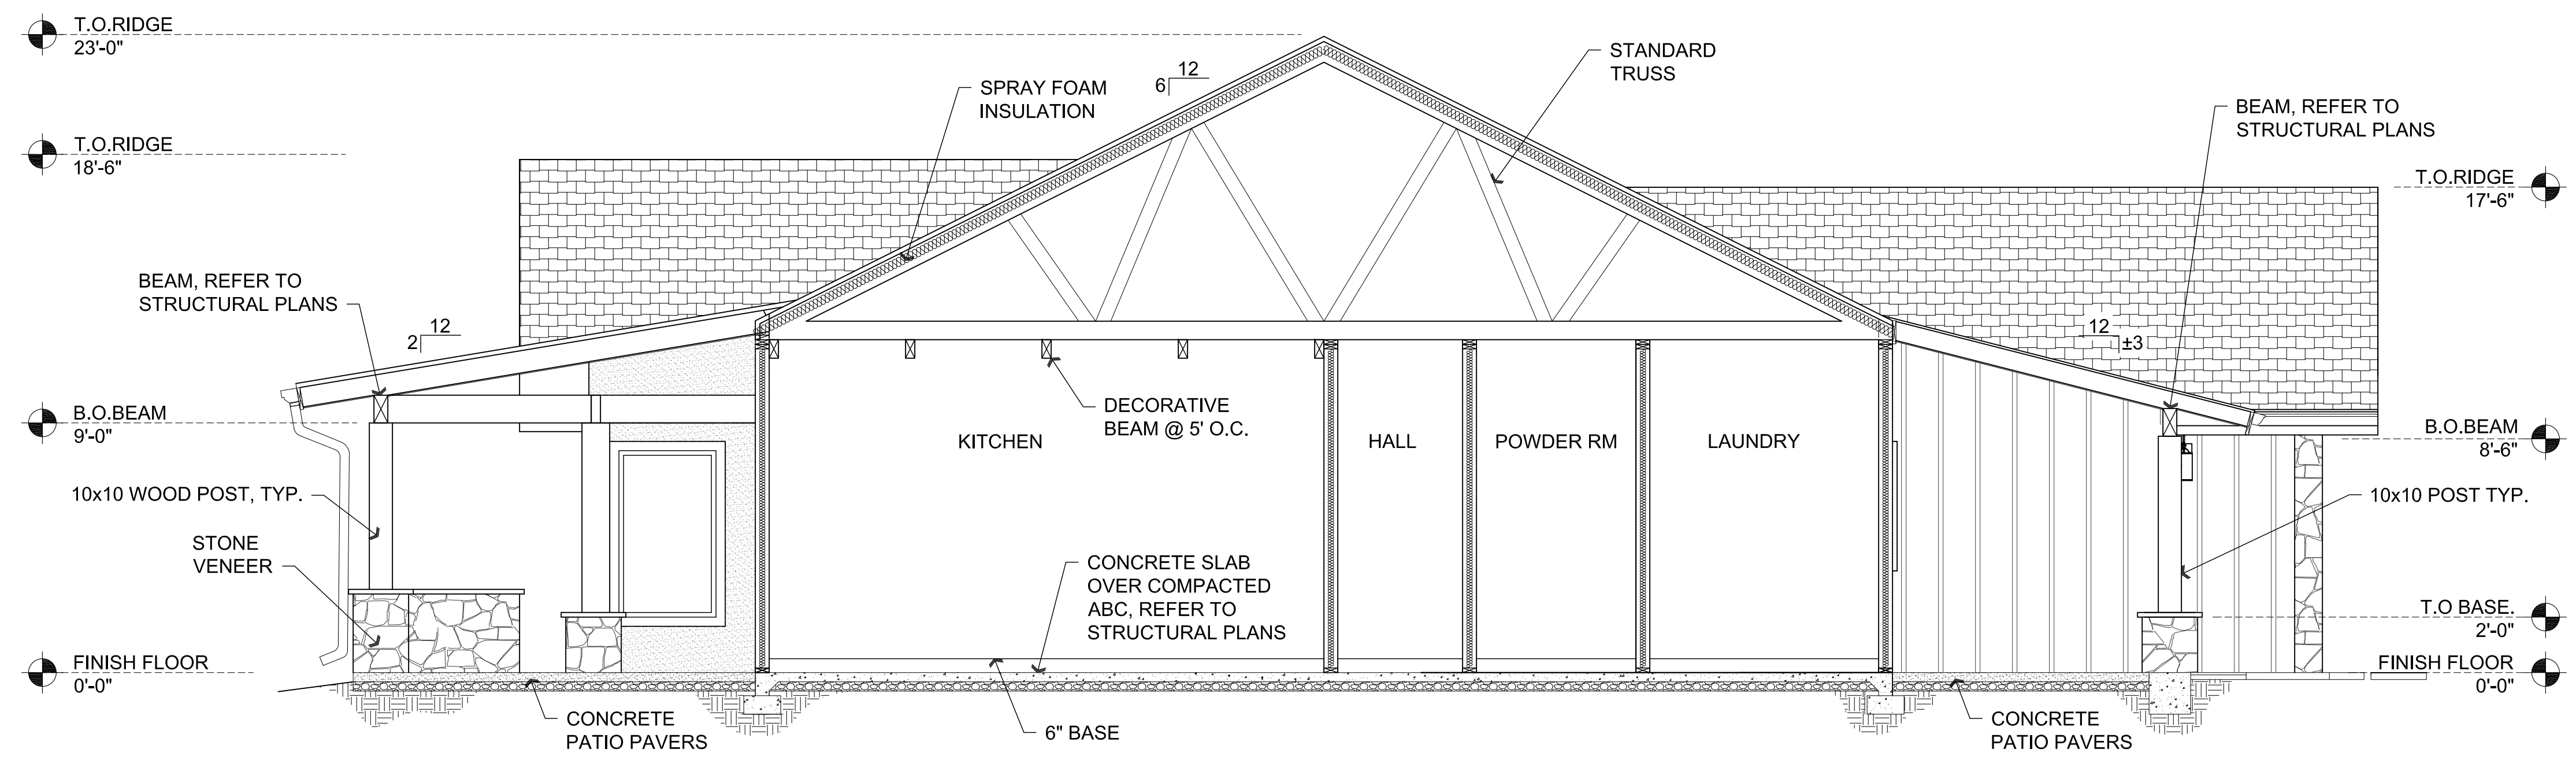 T.O.RIDGE
23'-0"
STANDARD
TRUSS
12
6
SPRAY FOAM
INSULATION
BEAM, REFER TO
STRUCTURAL PLANS
T.O.RIDGE
18'-6"
T.O.RIDGE
17'-6"
BEAM, REFER TO
STRUCTURAL PLANS
12
2
12
±3
DECORATIVE
BEAM @ 5' O.C.
B.O.BEAM
9'-0"
KITCHEN
HALL
POWDER RM
LAUNDRY
B.O.BEAM
8'-6"
10x10 WOOD POST, TYP.
10x10 POST TYP.
STONE
VENEER
CONCRETE SLAB
OVER COMPACTED
ABC, REFER TO
STRUCTURAL PLANS
T.O BASE.
2'-0"
FINISH FLOOR
0'-0"
FINISH FLOOR
0'-0"
CONCRETE
PATIO PAVERS
6" BASE
CONCRETE
PATIO PAVERS